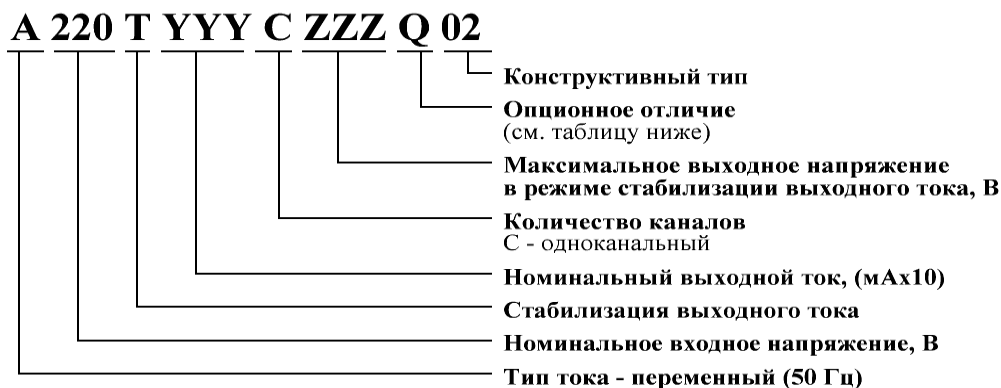 А 220 Т YYY С ZZZ Q 02
Конструктивный тип
Опционное отличие
(см. таблицу ниже)
Максимальное выходное напряжение
в режиме стабилизации выходного тока, В
Количество каналов
С - одноканальный
Номинальный выходной ток, (мАх10)
Стабилизация выходного тока
Номинальное входное напряжение, В
Тип тока - переменный (50 Гц)